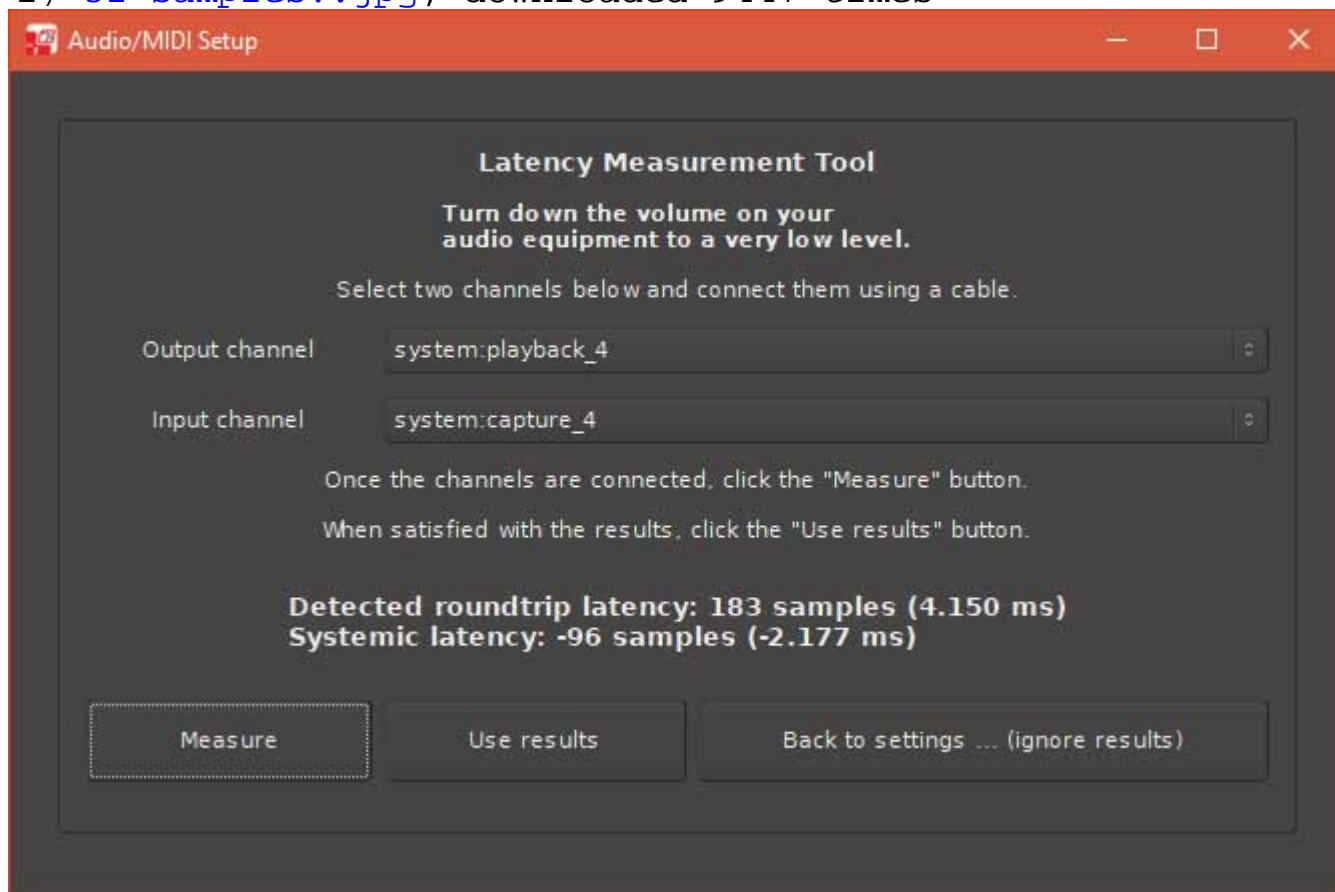 Audio/MIDI Setup
Latency Measurement Tool
Turn down the volume on your
audio equipment to a very low level.
Select two channels below and connect them using a cable.
Output channel system:playback_4
Input channel system:capture_4
Once the channels are connected, click the "Measure" button.
When satisfied with the results, click the "Use results" button.
Detected roundtrip latency: 183 samples (4.150 ms)
Systemic latency: -96 samples (-2.177 ms)
Measure Use results Back to settings ... (ignore results)